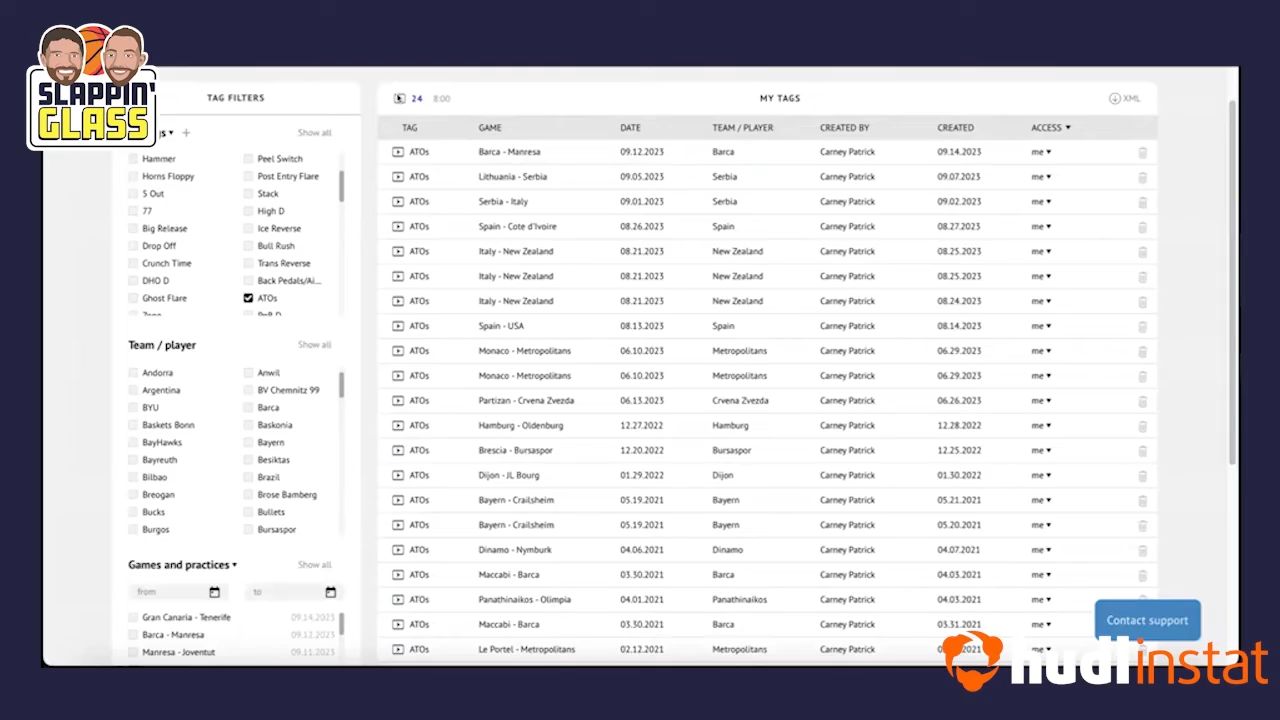 SLAPPIN'
GLASS
TAG FILTERS
Show all
Hammer Peel Switch
Horns Floppy Post Entry Flare
5 Out Stack
77 High D
Big Release Ice Reverse
Drop Off Bull Rush
Crunch Time Trans Reverse
DHO D Back Pedals/Ai...
Ghost Flare ATOs
Team / player Show all
Andorra Anwil
Argentina BV Chemnitz 99
BYU Barca
Baskets Bonn Baskonia
BayHawks Bayern
Bayreuth Besiktas
Bilbao Brazil
Breogan Brose Bamberg
Bucks Bullets
Burgos Bursaspor
Games and practices Show all
from to
Gran Canaria - Tenerife 09.14.2023
Barca - Manresa 09.12.2023
Manresa - Joventut 09.11.2023
24 8:00 MY TAGS XML
TAG GAME DATE TEAM / PLAYER CREATED BY CREATED ACCESS
ATOs Barca - Manresa 09.12.2023 Barca Carney Patrick 09.14.2023 me
ATOs Lithuania - Serbia 09.05.2023 Serbia Carney Patrick 09.07.2023 me
ATOs Serbia - Italy 09.01.2023 Serbia Carney Patrick 09.02.2023 me
ATOs Spain - Cote d'Ivoire 08.26.2023 Spain Carney Patrick 08.27.2023 me
ATOs Italy - New Zealand 08.21.2023 New Zealand Carney Patrick 08.25.2023 me
ATOs Italy - New Zealand 08.21.2023 New Zealand Carney Patrick 08.25.2023 me
ATOs Italy - New Zealand 08.21.2023 New Zealand Carney Patrick 08.24.2023 me
ATOs Spain - USA 08.13.2023 Spain Carney Patrick 08.14.2023 me
ATOs Monaco - Metropolitans 06.10.2023 Metropolitans Carney Patrick 06.29.2023 me
ATOs Monaco - Metropolitans 06.10.2023 Metropolitans Carney Patrick 06.29.2023 me
ATOs Partizan - Crvena Zvezda 06.13.2023 Crvena Zvezda Carney Patrick 06.26.2023 me
ATOs Hamburg - Oldenburg 12.27.2022 Hamburg Carney Patrick 12.28.2022 me
ATOs Brescia - Bursaspor 12.20.2022 Bursaspor Carney Patrick 12.25.2022 me
ATOs Dijon - JL Bourg 01.29.2022 Dijon Carney Patrick 01.30.2022 me
ATOs Bayern - Crailsheim 05.19.2021 Bayern Carney Patrick 05.21.2021 me
ATOs Bayern - Crailsheim 05.19.2021 Bayern Carney Patrick 05.20.2021 me
ATOs Dinamo - Nymburk 04.06.2021 Dinamo Carney Patrick 04.07.2021 me
ATOs Maccabi - Barca 03.30.2021 Barca Carney Patrick 04.03.2021 me
ATOs Panathinaikos - Olimpia 04.01.2021 Panathinaikos Carney Patrick 04.03.2021 me
ATOs Maccabi - Barca 03.30.2021 Barca Carney Patrick 03.31.2021 me
ATOs Le Portel - Metropolitans 02.12.2021 Metropolitans Carney Patrick me
Contact support
hudl instat